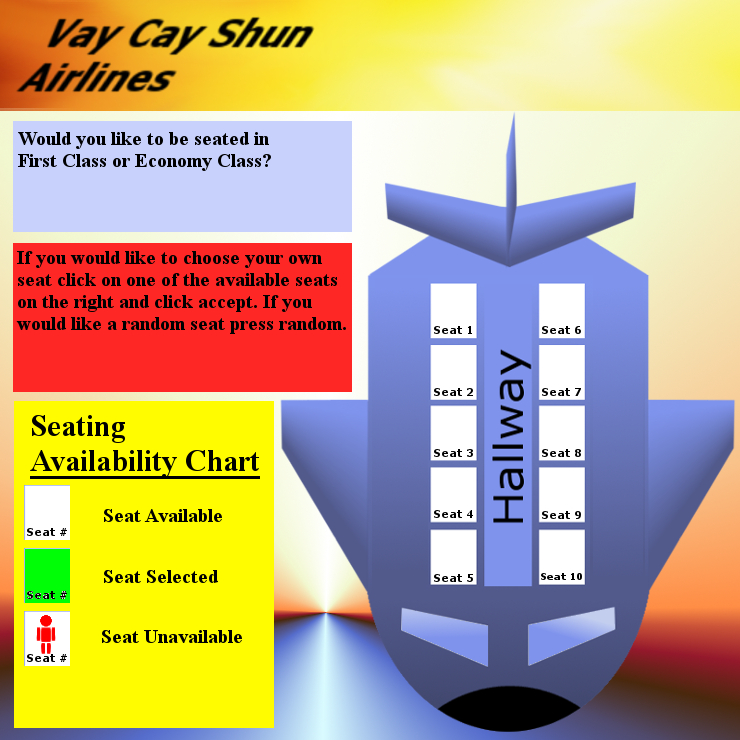 Vay Cay Shun
Airlines
Would you like to be seated in
First Class or Economy Class?
If you would like to choose your own
seat click on one of the available seats
on the right and click accept. If you
would like a random seat press random.
Seating
Availability Chart
Seat #
Seat Available
Seat #
Seat Selected
Seat #
Seat Unavailable
Seat 1
Seat 6
Seat 2
Seat 7
Seat 3
Seat 8
Seat 4
Seat 9
Seat 5
Seat 10
Hallway